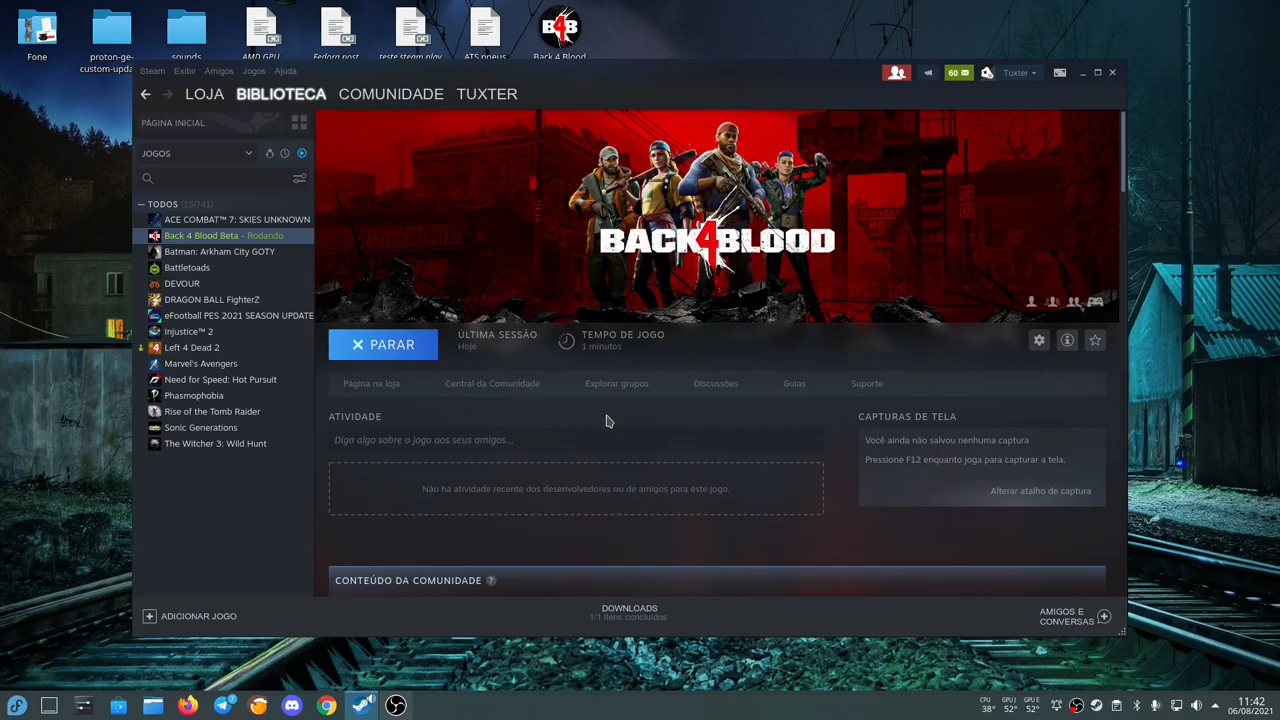 Fone
proton-ge-
custom-upda
sounds
AMD GPU
Fedora post
teste steam play
ATS pneus
B4B
Back 4 Blood
Steam Exibir Amigos Jogos Ajuda
60
Tuxter
LOJA BIBLIOTECA COMUNIDADE TUXTER
PÁGINA INICIAL
JOGOS
TODOS (15/741)
ACE COMBAT™ 7: SKIES UNKNOWN
Back 4 Blood Beta - Rodando
Batman: Arkham City GOTY
Battletoads
DEVOUR
DRAGON BALL FighterZ
eFootball PES 2021 SEASON UPDATE
Injustice™ 2
Left 4 Dead 2
Marvel's Avengers
Need for Speed: Hot Pursuit
Phasmophobia
Rise of the Tomb Raider
Sonic Generations
The Witcher 3: Wild Hunt
BACK4BLOOD
PARAR
ÚLTIMA SESSÃO
Hoje
TEMPO DE JOGO
1 minutos
Página na loja Central da Comunidade Explorar grupos Discussões Guias Suporte
ATIVIDADE
Diga algo sobre o jogo aos seus amigos...
Não há atividade recente dos desenvolvedores ou de amigos para este jogo.
CAPTURAS DE TELA
Você ainda não salvou nenhuma captura
Pressione F12 enquanto joga para capturar a tela.
Alterar atalho de captura
CONTEÚDO DA COMUNIDADE ?
ADICIONAR JOGO
DOWNLOADS
1/1 itens concluídos
AMIGOS E
CONVERSAS
CPU
38°
52°
52°
11:42
06/08/2021